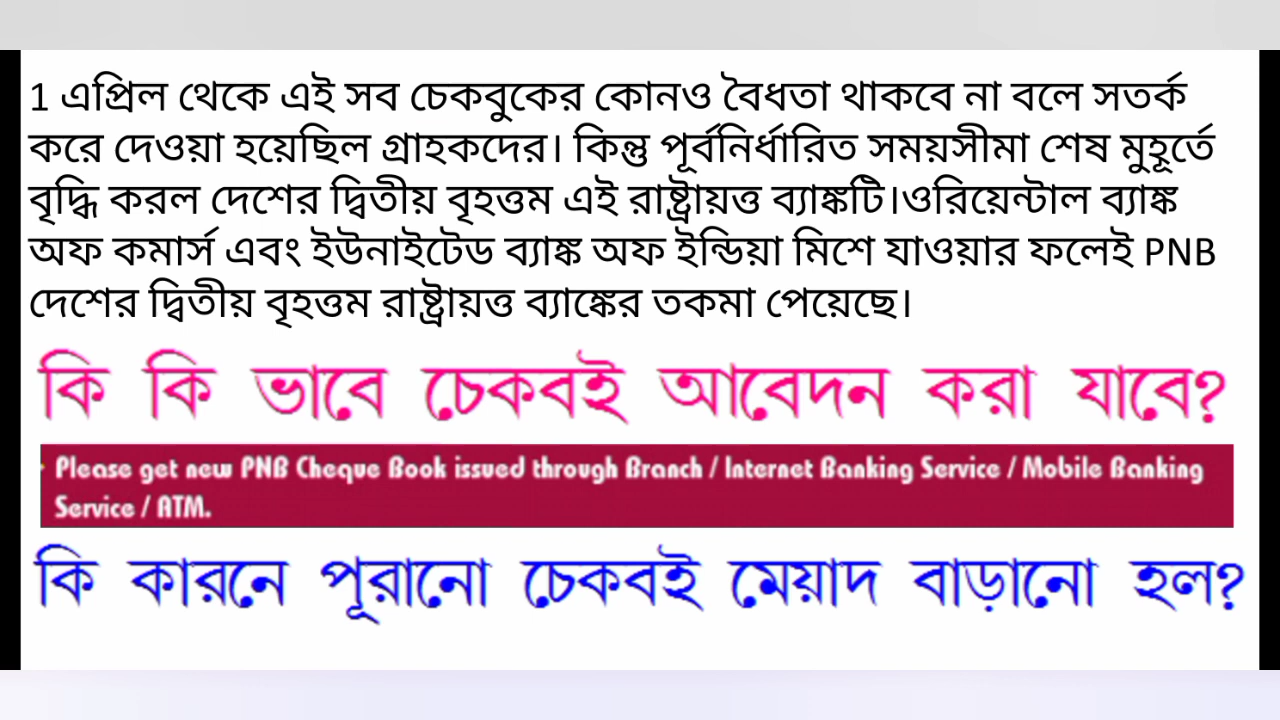 1 এপ্রিল থেকে এই সব চেকবুকের কোনও বৈধতা থাকবে না বলে সতর্ক
করে দেওয়া হয়েছিল গ্রাহকদের। কিন্তু পূর্বনির্ধারিত সময়সীমা শেষ মুহূর্তে
বৃদ্ধি করল দেশের দ্বিতীয় বৃহত্তম এই রাষ্ট্রায়ত্ত ব্যাঙ্কটি।ওরিয়েন্টাল ব্যাঙ্ক
অফ কমার্স এবং ইউনাইটেড ব্যাঙ্ক অফ ইন্ডিয়া মিশে যাওয়ার ফলেই PNB
দেশের দ্বিতীয় বৃহত্তম রাষ্ট্রায়ত্ত ব্যাঙ্কের তকমা পেয়েছে।
কি কি ভাবে চেকবই আবেদন করা যাবে?
Please get new PNB Cheque Book issued through Branch / Internet Banking Service / Mobile Banking
Service / ATM.
কি কারনে পূরানো চেকবই মেয়াদ বাড়ানো হল?